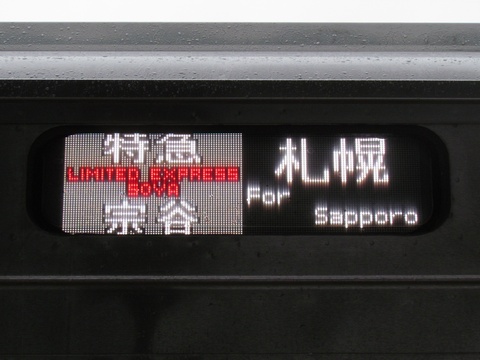 特急
LIMITED EXPRESS
SOYA
宗谷
札幌
For
Sapporo